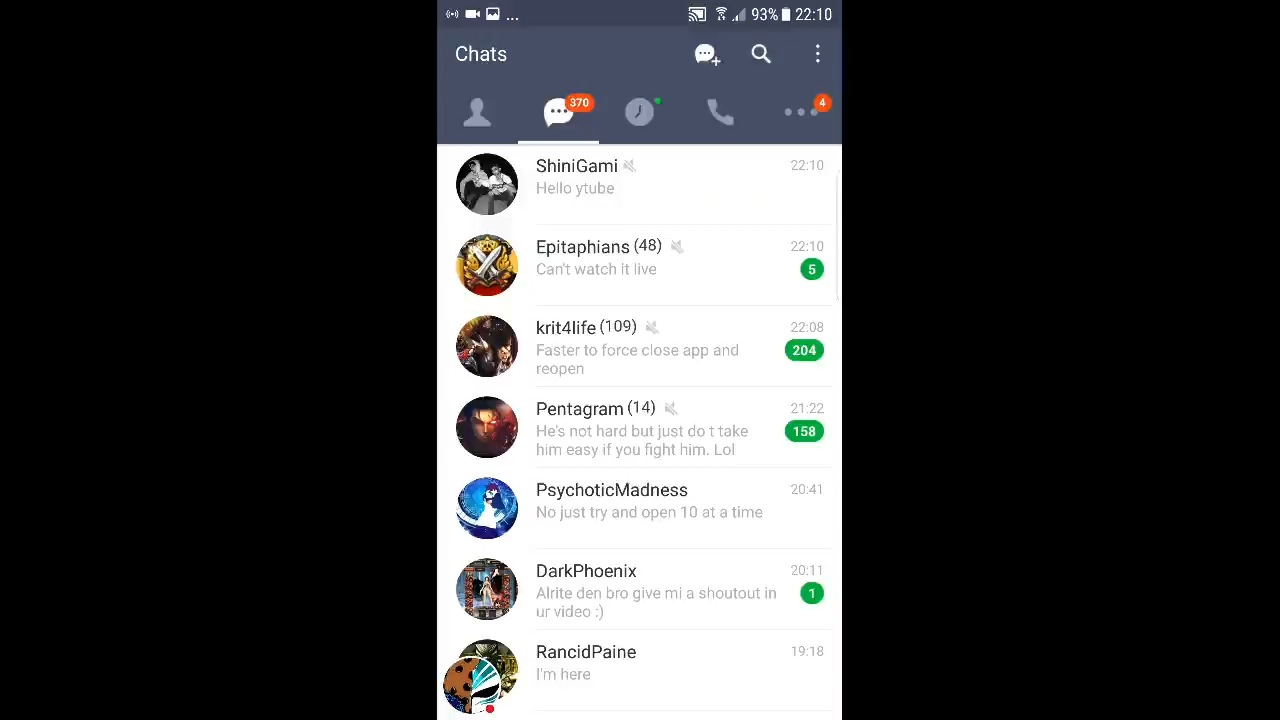 ... 93% 22:10
Chats
370
4
ShiniGami 22:10
Hello ytube
Epitaphians (48) 22:10
Can't watch it live 5
krit4life (109) 22:08
Faster to force close app and 204
reopen
Pentagram (14) 21:22
He's not hard but just do t take 158
him easy if you fight him. Lol
PsychoticMadness 20:41
No just try and open 10 at a time
DarkPhoenix 20:11
Alrite den bro give mi a shoutout in 1
ur video :)
RancidPaine 19:18
I'm here